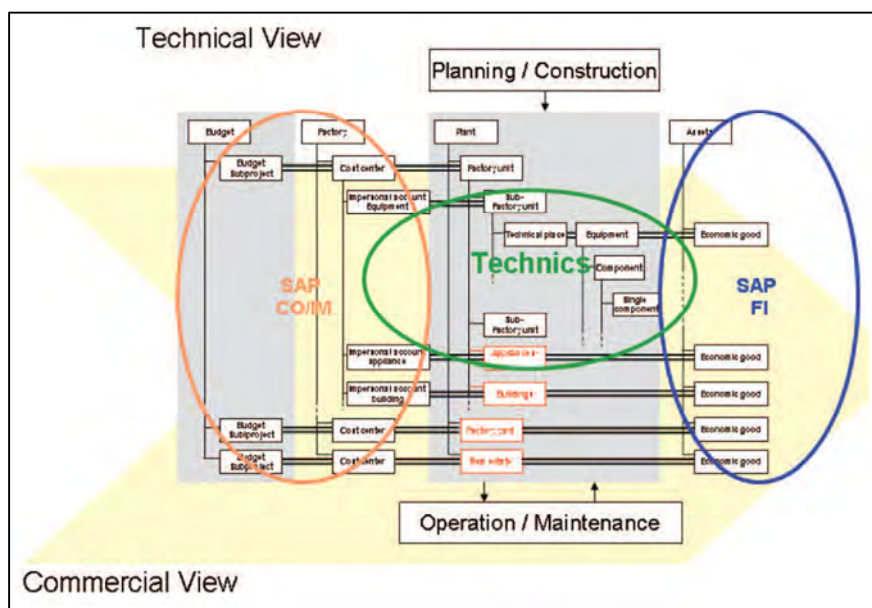 Technical View
Planning / Construction
Budget
Factory
Plant
Assets
Budget
Subproject
Cost center
Factory unit
Impersonal account
Equipment
Sub-
Factory unit
Technical place
Equipment
Economic good
Technics
Component
SAP
CO/IM
SAP
FI
Single
component
Sub-
Factory unit
Impersonal account
appliance
Economic good
Impersonal account
building
Building
Economic good
Budget
Subproject
Cost center
Economic good
Budget
Subproject
Cost center
Economic good
Operation / Maintenance
Commercial View